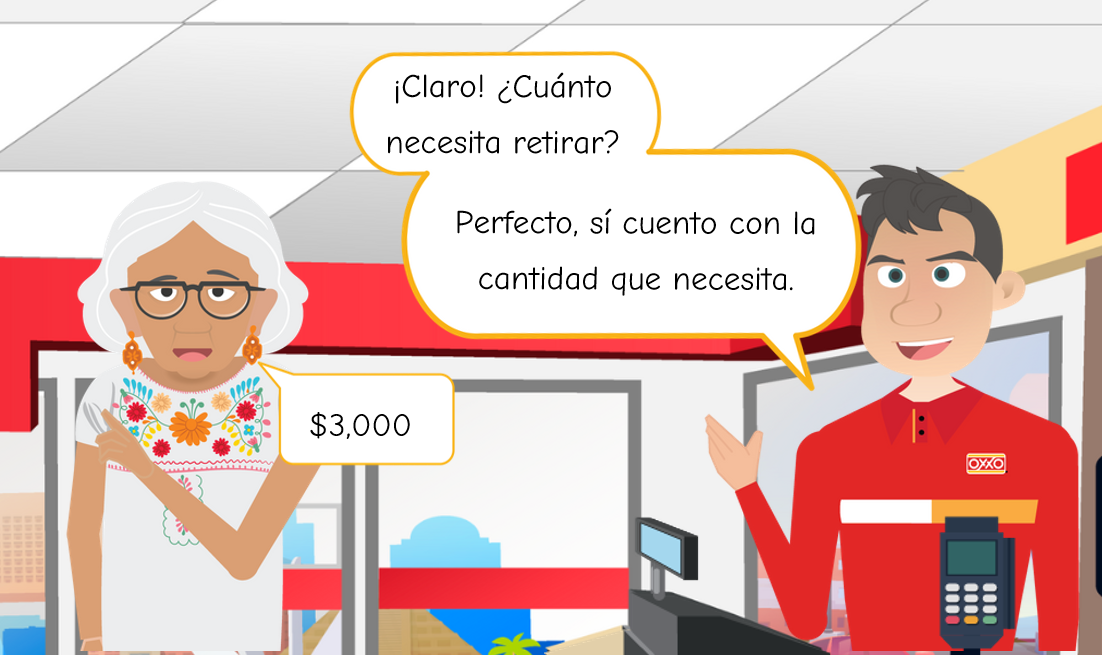 ¡Claro! ¿Cuánto
necesita retirar?
Perfecto, sí cuento con la
cantidad que necesita.
$3,000
OXXO